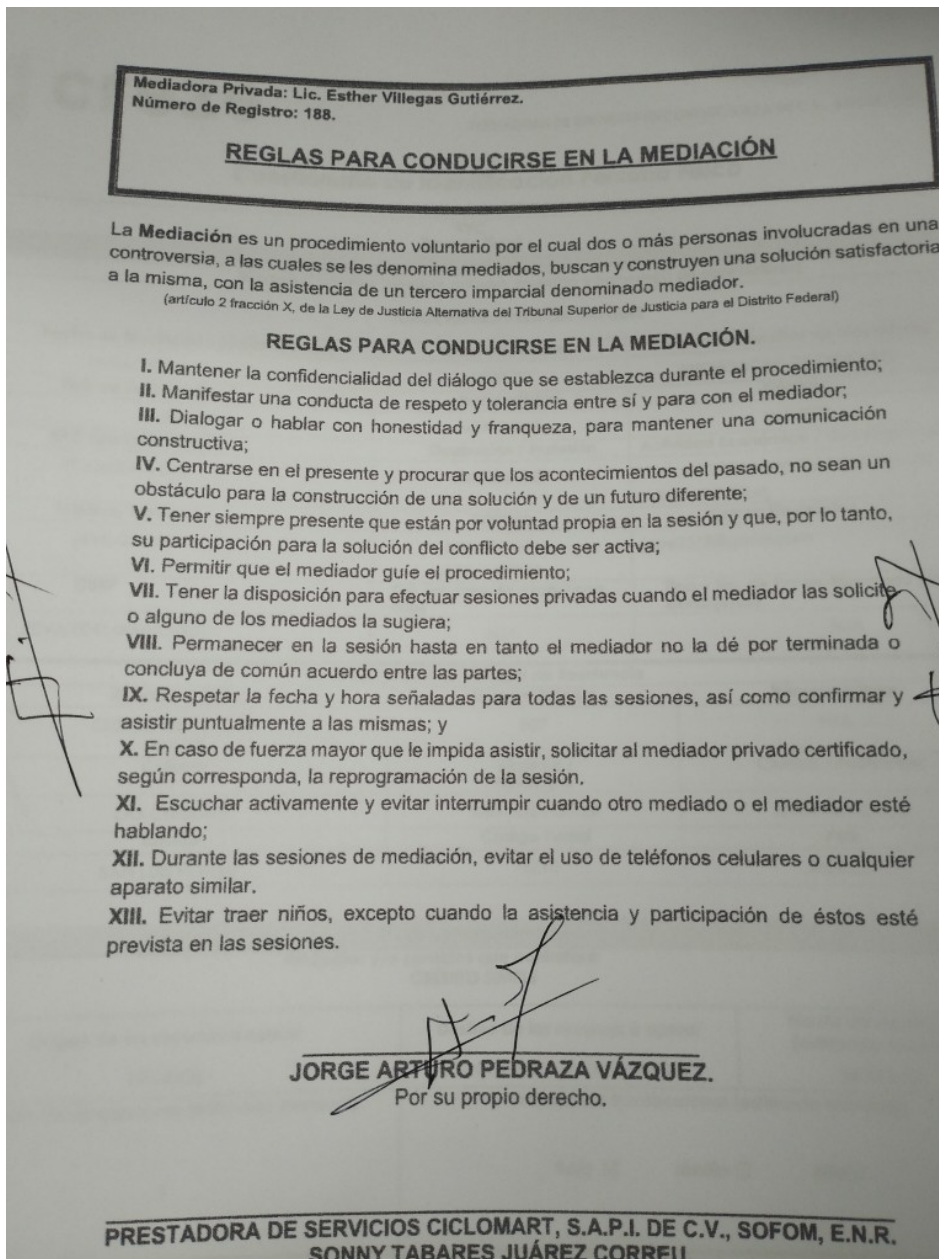 Mediadora Privada: Lic. Esther Villegas Gutiérrez.
Número de Registro: 188.
REGLAS PARA CONDUCIRSE EN LA MEDIACIÓN
La Mediación es un procedimiento voluntario por el cual dos o más personas involucradas en una
controversia, a las cuales se les denomina mediados, buscan y construyen una solución satisfactoria
a la misma, con la asistencia de un tercero imparcial denominado mediador.
(artículo 2 fracción X, de la Ley de Justicia Alternativa del Tribunal Superior de Justicia para el Distrito Federal)
REGLAS PARA CONDUCIRSE EN LA MEDIACIÓN.
I. Mantener la confidencialidad del diálogo que se establezca durante el procedimiento;
II. Manifestar una conducta de respeto y tolerancia entre sí y para con el mediador;
III. Dialogar o hablar con honestidad y franqueza, para mantener una comunicación
constructiva;
IV. Centrarse en el presente y procurar que los acontecimientos del pasado, no sean un
obstáculo para la construcción de una solución y de un futuro diferente;
V. Tener siempre presente que están por voluntad propia en la sesión y que, por lo tanto,
su participación para la solución del conflicto debe ser activa;
VI. Permitir que el mediador guíe el procedimiento;
VII. Tener la disposición para efectuar sesiones privadas cuando el mediador las solicite
o alguno de los mediados la sugiera;
VIII. Permanecer en la sesión hasta en tanto el mediador no la dé por terminada o
concluya de común acuerdo entre las partes;
IX. Respetar la fecha y hora señaladas para todas las sesiones, así como confirmar y
asistir puntualmente a las mismas; y
X. En caso de fuerza mayor que le impida asistir, solicitar al mediador privado certificado,
según corresponda, la reprogramación de la sesión.
XI. Escuchar activamente y evitar interrumpir cuando otro mediado o el mediador esté
hablando;
XII. Durante las sesiones de mediación, evitar el uso de teléfonos celulares o cualquier
aparato similar.
XIII. Evitar traer niños, excepto cuando la asistencia y participación de éstos esté
prevista en las sesiones.
JORGE ARTURO PEDRAZA VÁZQUEZ.
Por su propio derecho.
PRESTADORA DE SERVICIOS CICLOMART, S.A.P.I. DE C.V., SOFOM, E.N.R.
SONNY TABARES JUÁREZ CORREU